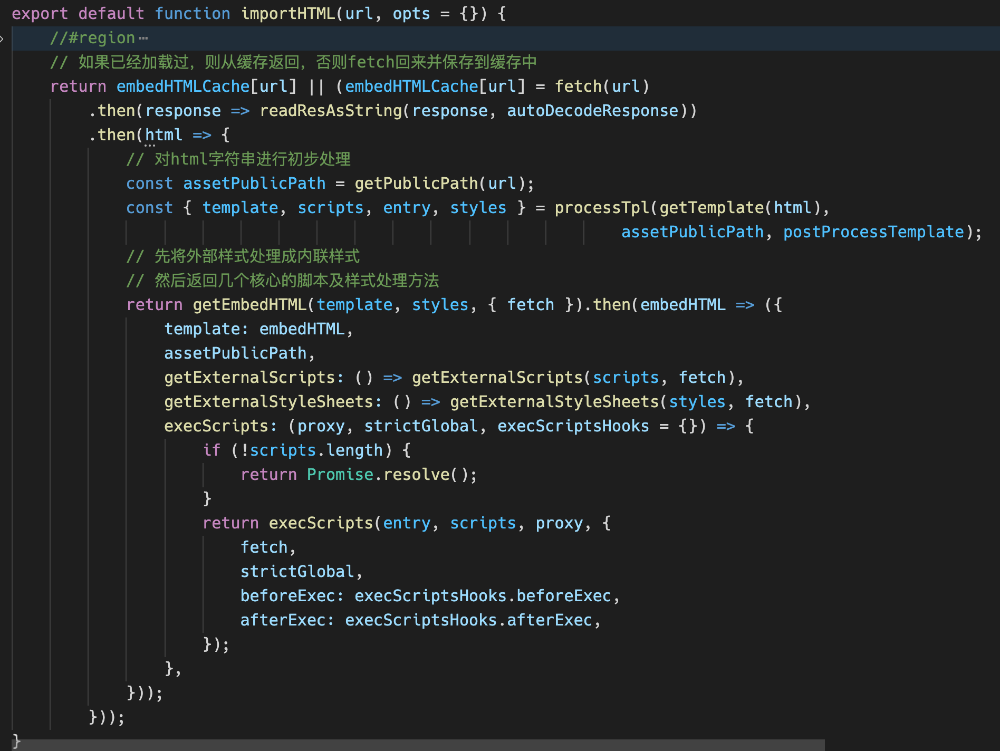 export default function importHTML(url, opts = {}) {
    //#region ⋯
    // 如果已经加载过，则从缓存返回，否则fetch回来并保存到缓存中
    return embedHTMLCache[url] || (embedHTMLCache[url] = fetch(url)
        .then(response => readResAsString(response, autoDecodeResponse))
        .then(html => {
            // 对html字符串进行初步处理
            const assetPublicPath = getPublicPath(url);
            const { template, scripts, entry, styles } = processTpl(getTemplate(html),
                                                                assetPublicPath, postProcessTemplate);
            // 先将外部样式处理成内联样式
            // 然后返回几个核心的脚本及样式处理方法
            return getEmbedHTML(template, styles, { fetch }).then(embedHTML => ({
                template: embedHTML,
                assetPublicPath,
                getExternalScripts: () => getExternalScripts(scripts, fetch),
                getExternalStyleSheets: () => getExternalStyleSheets(styles, fetch),
                execScripts: (proxy, strictGlobal, execScriptsHooks = {}) => {
                    if (!scripts.length) {
                        return Promise.resolve();
                    }
                    return execScripts(entry, scripts, proxy, {
                        fetch,
                        strictGlobal,
                        beforeExec: execScriptsHooks.beforeExec,
                        afterExec: execScriptsHooks.afterExec,
                    });
                },
            }));
        }));
}